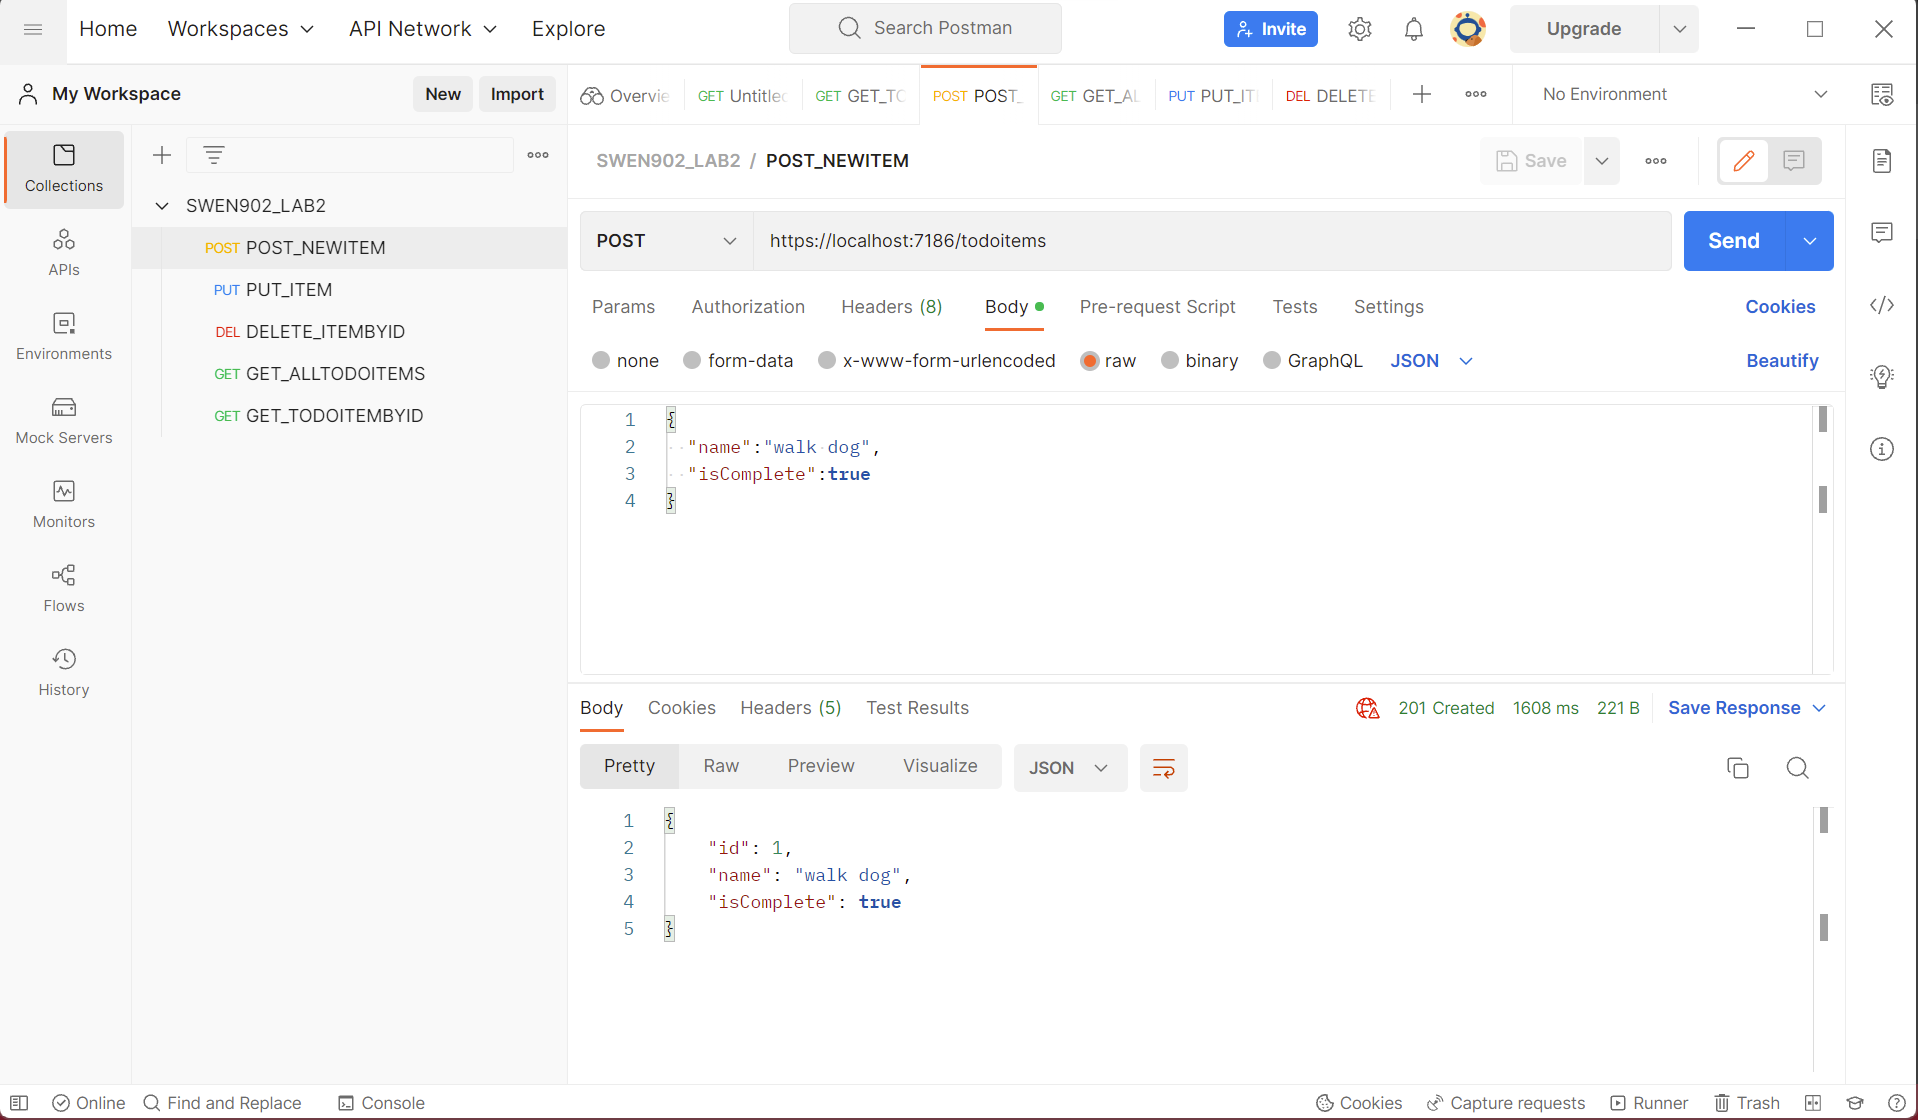 Home Workspaces API Network Explore Search Postman Invite Upgrade
My Workspace New Import
Overvie GET Untitlec GET GET_TC POST POST_ GET GET_AL PUT PUT_IT DEL DELETE No Environment
Collections
APIs
Environments
Mock Servers
Monitors
Flows
History
SWEN902_LAB2
POST POST_NEWITEM
PUT PUT_ITEM
DEL DELETE_ITEMBYID
GET GET_ALLTODOITEMS
GET GET_TODOITEMBYID
SWEN902_LAB2 / POST_NEWITEM Save
POST https://localhost:7186/todoitems Send
Params Authorization Headers (8) Body Pre-request Script Tests Settings Cookies
none form-data x-www-form-urlencoded raw binary GraphQL JSON Beautify
1 {
2 "name":"walk dog",
3 "isComplete":true
4 }
Body Cookies Headers (5) Test Results 201 Created 1608 ms 221 B Save Response
Pretty Raw Preview Visualize JSON
1 {
2 "id": 1,
3 "name": "walk dog",
4 "isComplete": true
5 }
Online Find and Replace Console Cookies Capture requests Runner Trash